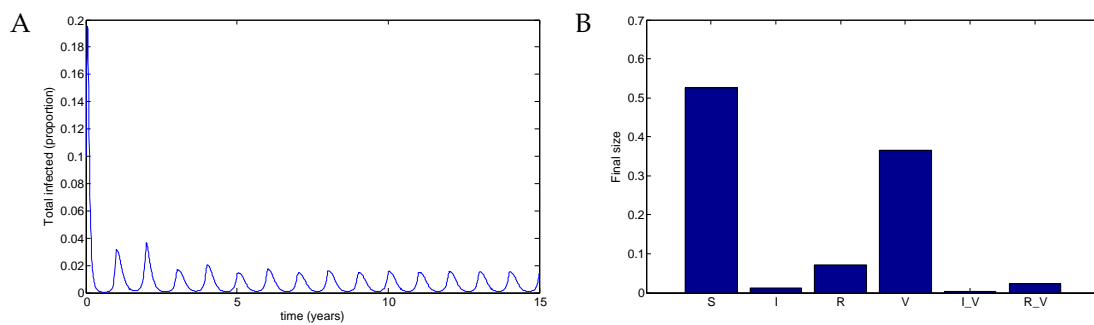 A
Total infected (proportion)
0.2
0.18
0.16
0.14
0.12
0.1
0.08
0.06
0.04
0.02
0
0 5 10 15
time (years)
B
Final size
0.7
0.6
0.5
0.4
0.3
0.2
0.1
0
S I R V I_V R_V